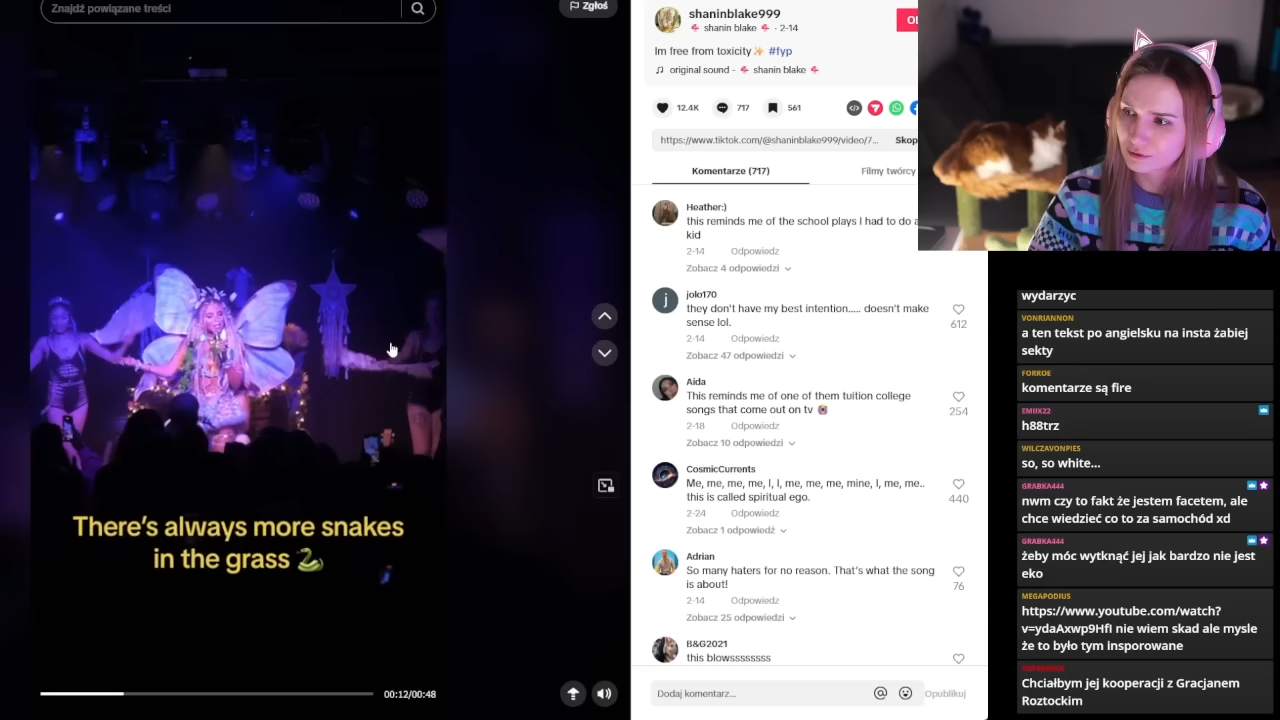 Znajdź powiązane treści
Zgłoś
There's always more snakes
in the grass 🐍
00:12/00:48
shaninblake999
shanin blake · 2-14
Im free from toxicity✨ #fyp
♫ original sound - shanin blake
12.4K
717
561
https://www.tiktok.com/@shaninblake999/video/7...
Skop
Komentarze (717)
Filmy twórcy
Heather:)
this reminds me of the school plays I had to do a
kid
2-14 Odpowiedz
Zobacz 4 odpowiedzi
j
jolo170
they don't have my best intention..... doesn't make
sense lol.
612
2-14 Odpowiedz
Zobacz 47 odpowiedzi
Aida
This reminds me of one of them tuition college
songs that come out on tv
254
2-18 Odpowiedz
Zobacz 10 odpowiedzi
CosmicCurrents
Me, me, me, me, I, I, me, me, me, mine, I, me, me..
this is called spiritual ego.
440
2-24 Odpowiedz
Zobacz 1 odpowiedź
Adrian
So many haters for no reason. That's what the song
is about!
76
2-14 Odpowiedz
Zobacz 25 odpowiedzi
B&G2021
this blowssssssss
Dodaj komentarz...
Opublikuj
wydarzyć
VONRIANNON
a ten tekst po angielsku na insta żabiej
sekty
FORROE
komentarze są fire
EMIIX22
h88trz
WILCZAVONPIES
so, so white...
GRABKA444
nwm czy to fakt że jestem facetem, ale
chce wiedzieć co to za samochód xd
GRABKA444
żeby móc wytknąć jej jak bardzo nie jest
eko
MEGAPODIUS
https://www.youtube.com/watch?
v=ydaAxwp9HfI nie wiem skad ale mysle
że to było tym insporowane
Chciałbym jej kooperacji z Gracjanem
Roztockim